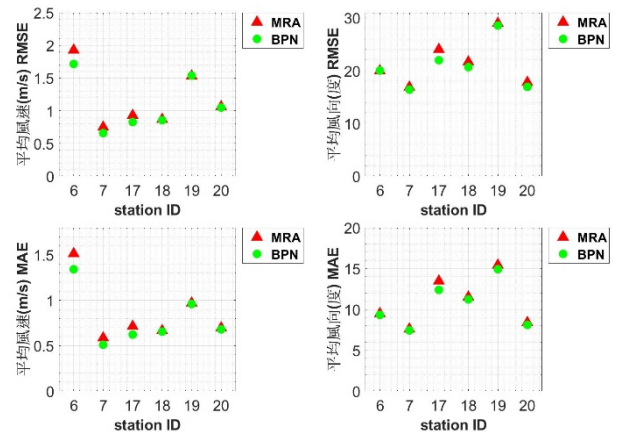 平均風速(m/s) RMSE
2.5
2
1.5
1
0.5
0
6 7 17 18 19 20
station ID
MRA
BPN
平均風向(度) RMSE
30
20
10
0
6 7 17 18 19 20
station ID
MRA
BPN
平均風速(m/s) MAE
1.5
1
0.5
0
6 7 17 18 19 20
station ID
MRA
BPN
平均風向(度) MAE
20
15
10
5
0
6 7 17 18 19 20
station ID
MRA
BPN